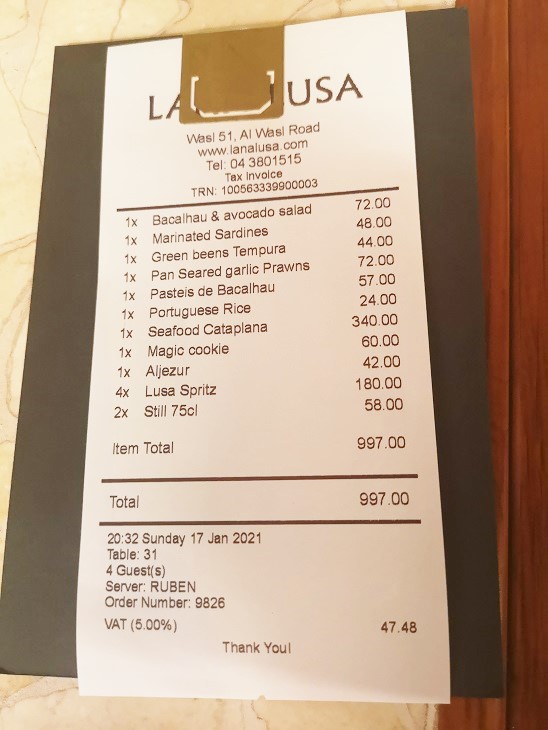 USA
Wasl 51, Al Wasl Road
www.lanalusa.com
Tel: 04 3801515
Tax Invoice
TRN: 100563339900003
1x Bacalhau & avocado salad 72.00
1x Marinated Sardines 48.00
1x Green beens Tempura 44.00
1x Pan Seared garlic Prawns 72.00
1x Pasteis de Bacalhau 57.00
1x Portuguese Rice 24.00
1x Seafood Cataplana 340.00
1x Magic cookie 60.00
1x Aljezur 42.00
4x Lusa Spritz 180.00
2x Still 75cl 58.00
Item Total 997.00
Total 997.00
20:32 Sunday 17 Jan 2021
Table: 31
4 Guest(s)
Server: RUBEN
Order Number: 9826
VAT (5.00%) 47.48
Thank You!